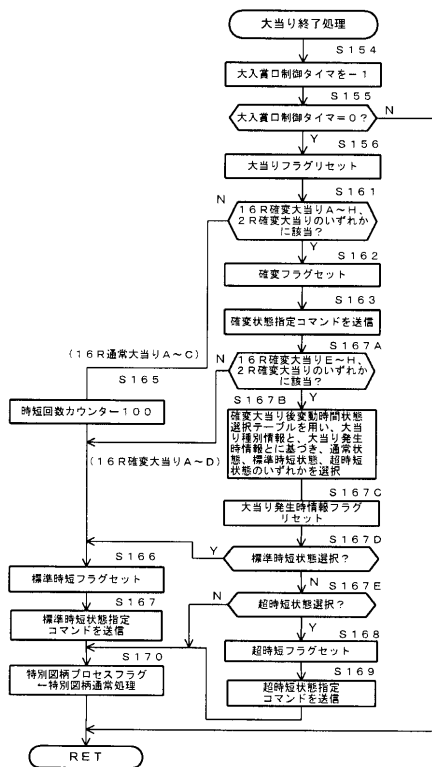 大当り終了処理
S154
大入賞口制御タイマを－1
S155
大入賞口制御タイマ＝0？
N
Y
S156
大当りフラグリセット
S161
N
16R確変大当りA～H、
2R確変大当りのいずれか
に該当？
Y
S162
確変フラグセット
S163
確変状態指定コマンドを送信
(16R通常大当りA～C)
S167A
S165
N
16R確変大当りE～H、
2R確変大当りのいずれか
に該当？
時短回数カウンタ←100
S167B
Y
確変大当り後変動時間状態
選択テーブルを用い、大当
り種別情報と、大当り発生
時情報とに基づき、通常状
態、標準時短状態、超時短
状態のいずれかを選択
(16R確変大当りA～D)
S167C
大当り発生時情報フラグ
リセット
S167D
Y
標準時短状態選択？
S166
標準時短フラグセット
N
S167E
S167
N
超時短状態選択？
標準時短状態指定
コマンドを送信
Y
S168
超時短フラグセット
S170
S169
特別図柄プロセスフラグ
←特別図柄通常処理
超時短状態指定
コマンドを送信
RET